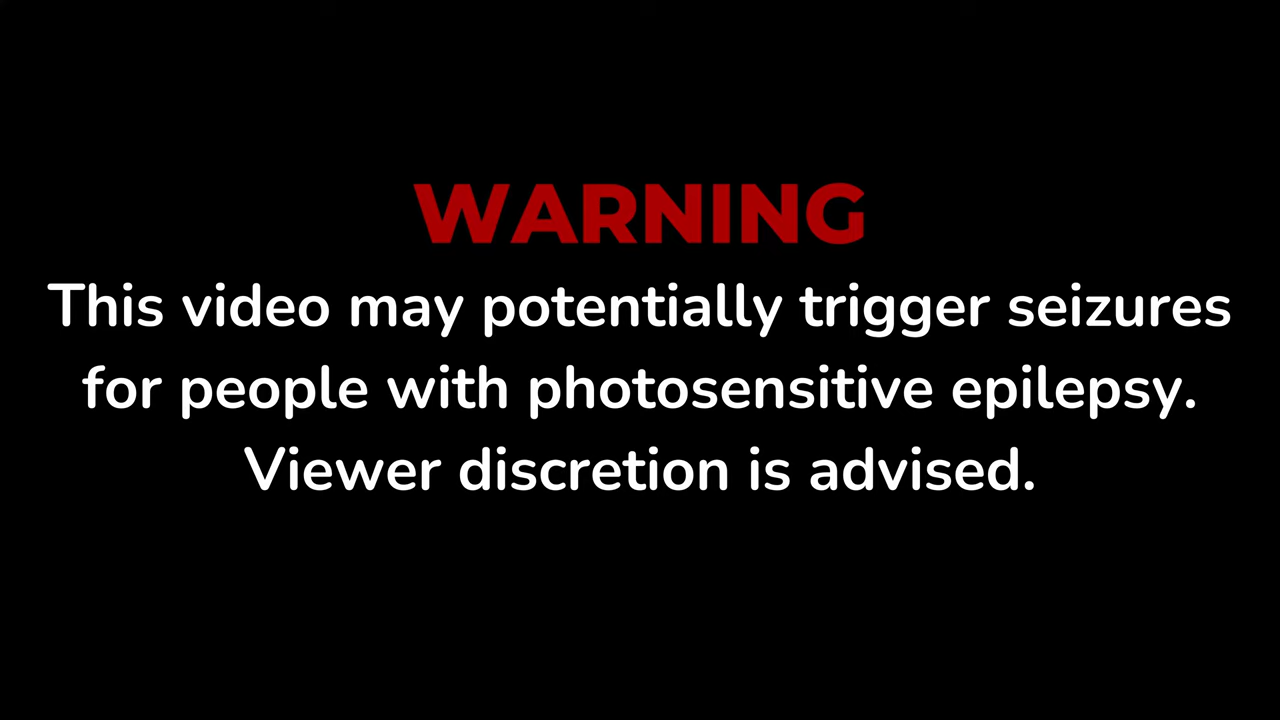 WARNING
This video may potentially trigger seizures
for people with photosensitive epilepsy.
Viewer discretion is advised.